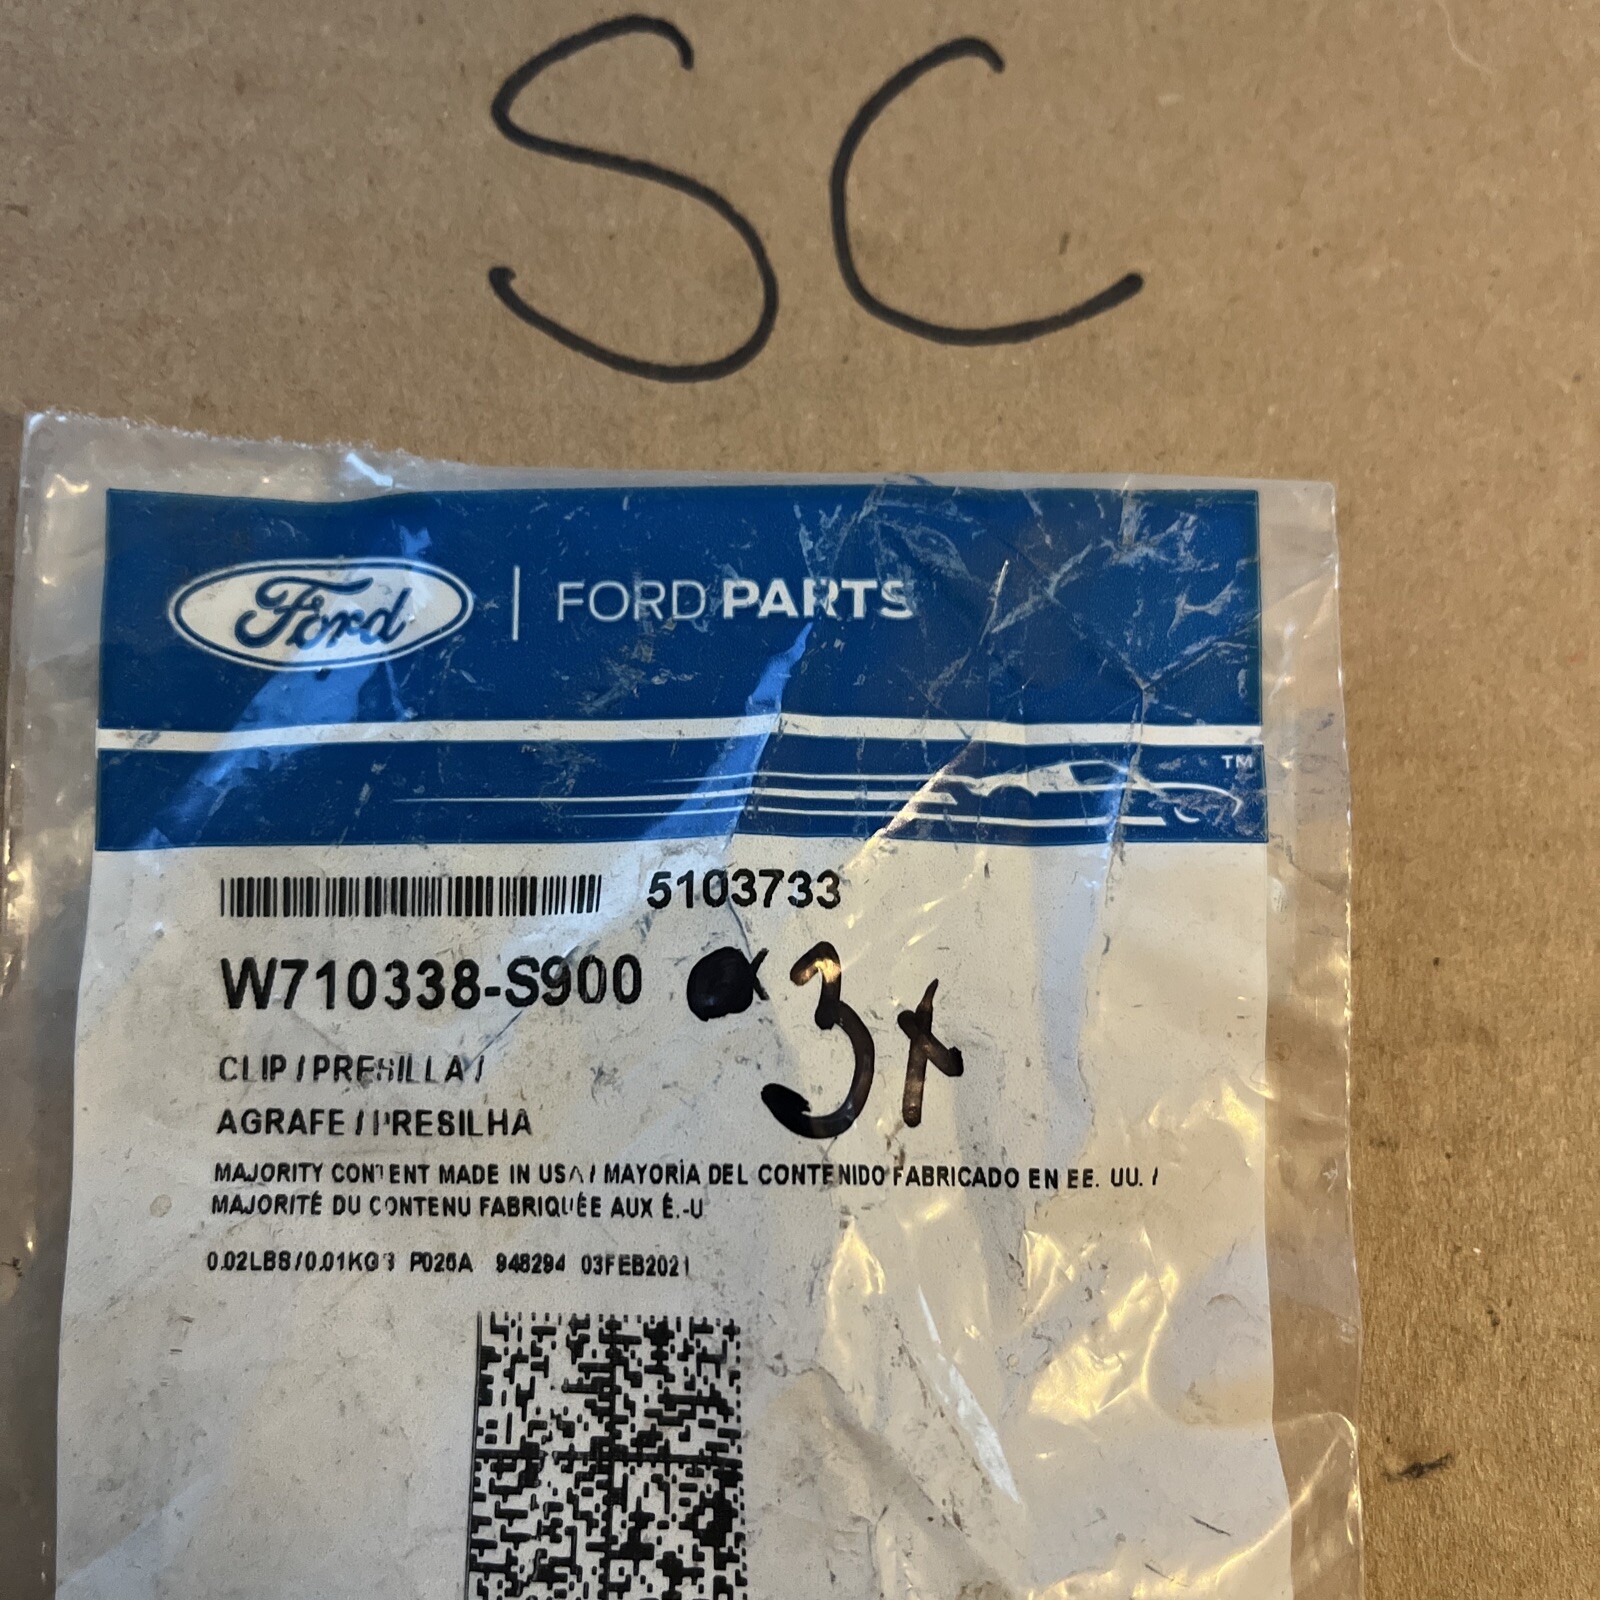 SC
Ford | FORD PARTS
TM
5103733
W710338-S900 3x
CLIP / PRESILLA /
AGRAFE / PRESILHA
MAJORITY CONTENT MADE IN USA / MAYORÍA DEL CONTENIDO FABRICADO EN EE. UU. /
MAJORITÉ DU CONTENU FABRIQUÉE AUX É.-U
0.02LBS/0.01KGS P026A 948294 03FEB2021